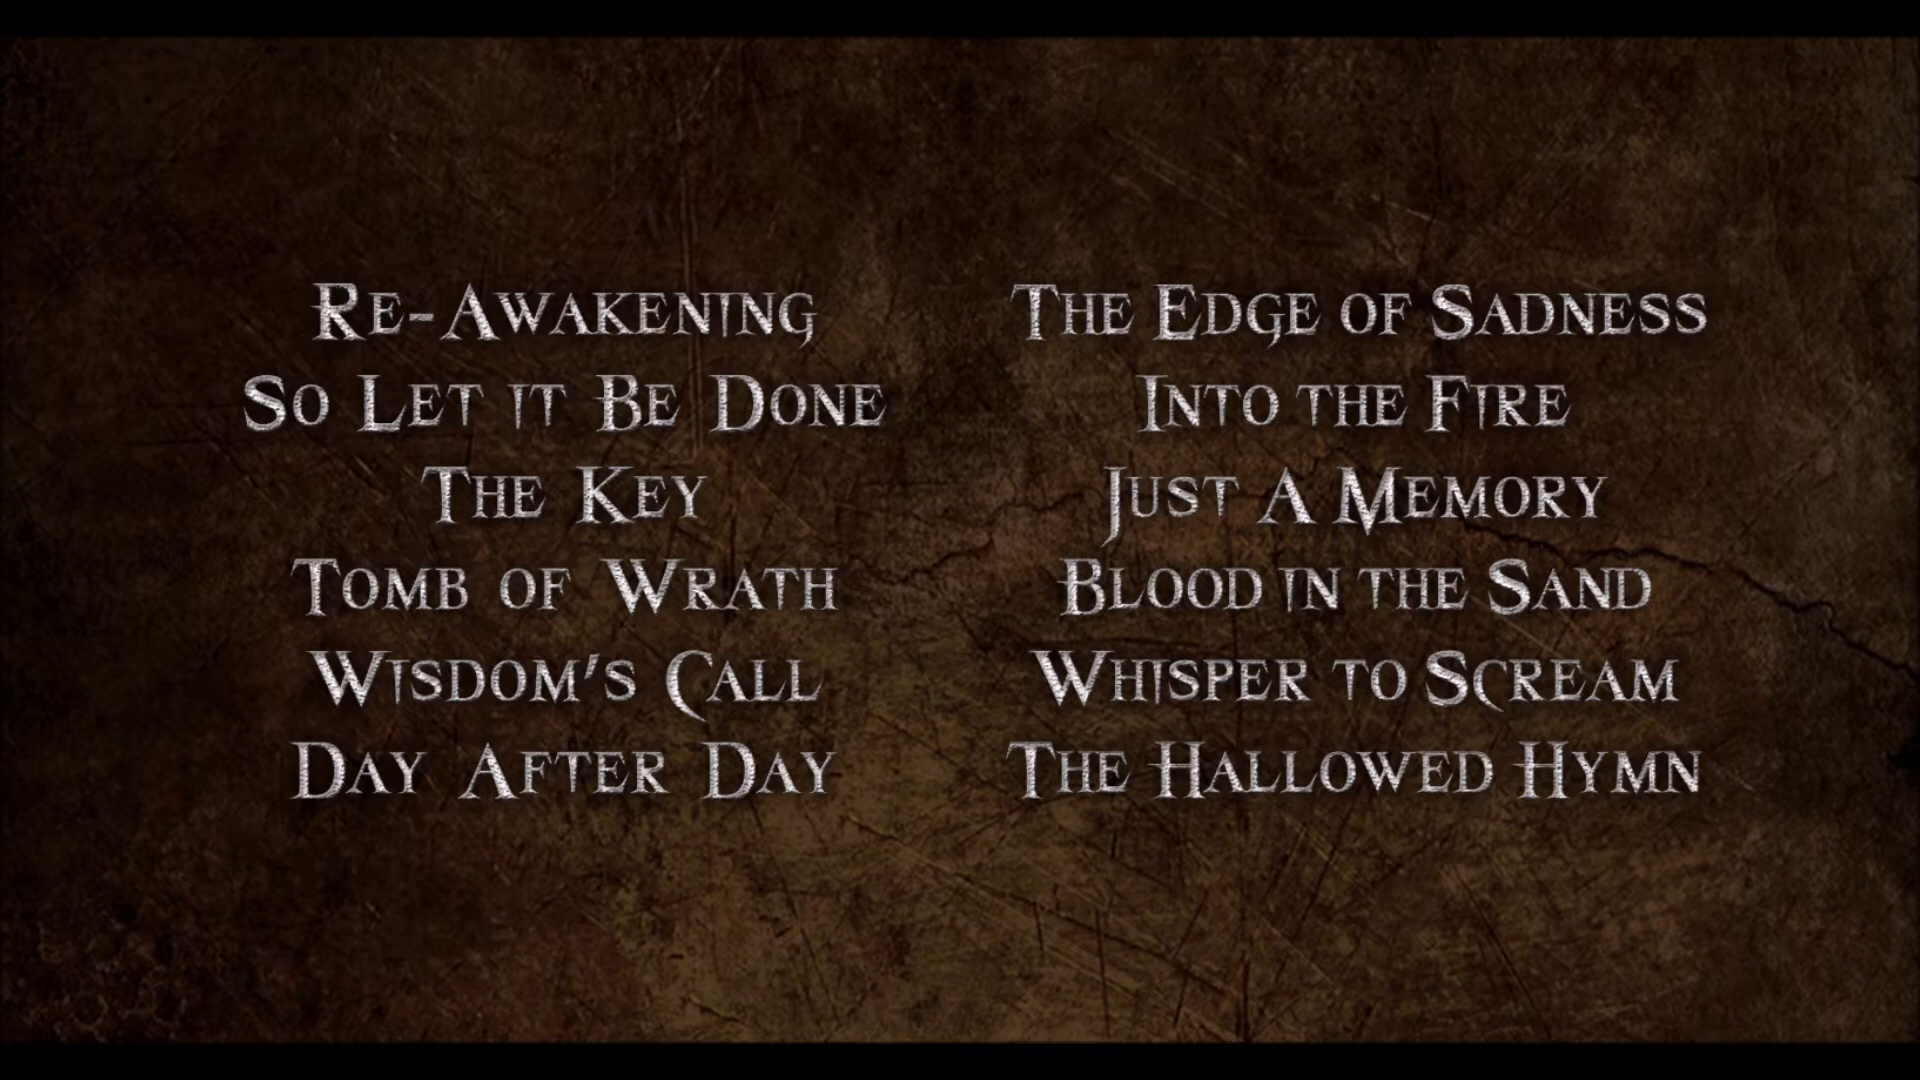 Re-Awakening
So Let it Be Done
The Key
Tomb of Wrath
Wisdom's Call
Day After Day
The Edge of Sadness
Into the Fire
Just A Memory
Blood in the Sand
Whisper to Scream
The Hallowed Hymn